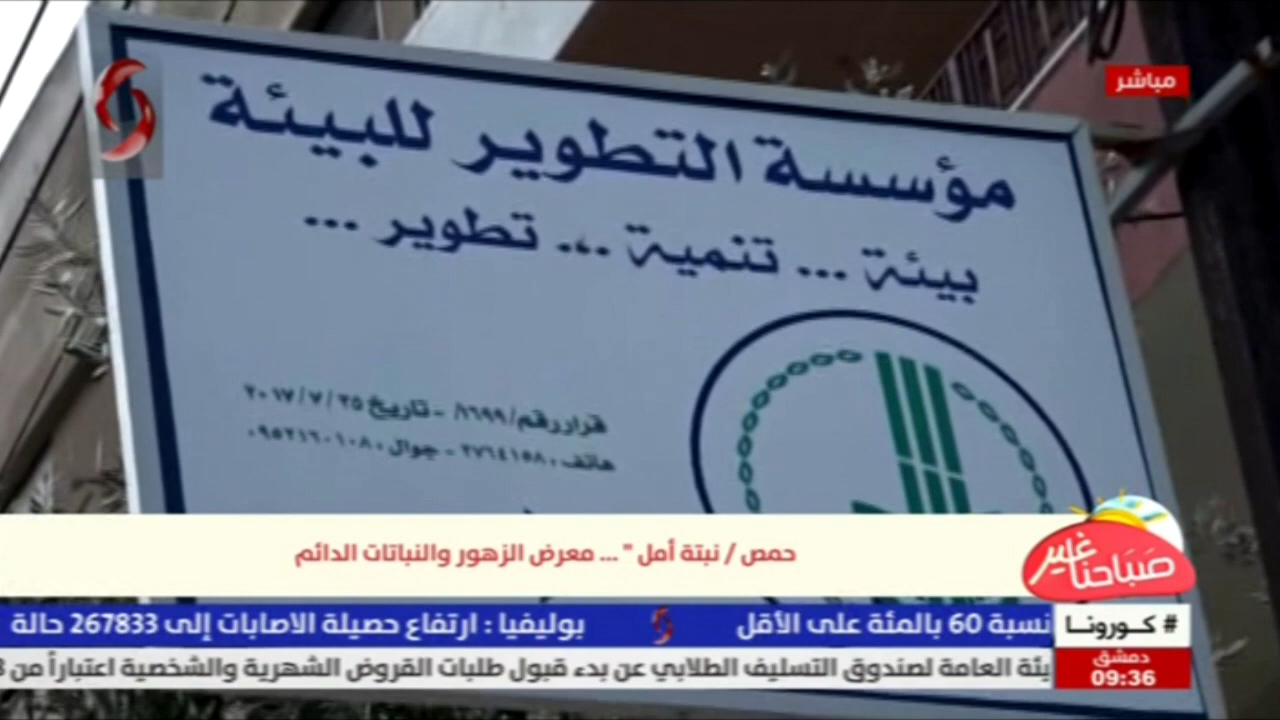 مباشر
مؤسسة التطوير للبيئة
بيئة ... تنمية ... تطوير ...
قرار رقم /١٦٩٩/ - تاريخ ٢٥ / ٧ / ٢٠١٧
هاتف
جوال
حمص / نبتة أمل " ... معرض الزهور والنباتات الدائم
صباحنا غير
# كورونا
نسبة 60 بالمئة على الأقل
بوليفيا : ارتفاع حصيلة الاصابات إلى 267833 حالة
دمشق
09:36
يئة العامة لصندوق التسليف الطلابي عن بدء قبول طلبات القروض الشهرية والشخصية اعتباراً من